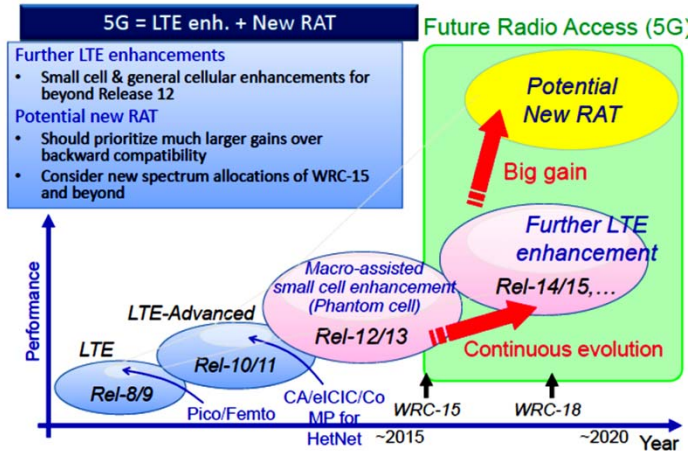 5G = LTE enh. + New RAT
Further LTE enhancements
• Small cell & general cellular enhancements for
beyond Release 12
Potential new RAT
• Should prioritize much larger gains over
backward compatibility
• Consider new spectrum allocations of WRC-15
and beyond
Future Radio Access (5G)
Potential
New RAT
Big gain
Further LTE
enhancement
Rel-14/15,...
Macro-assisted
small cell enhancement
(Phantom cell)
Rel-12/13
Continuous evolution
LTE-Advanced
Rel-10/11
LTE
Rel-8/9
Pico/Femto
CA/eICIC/Co
MP for
HetNet
WRC-15
WRC-18
~2015
~2020
Year
Performance